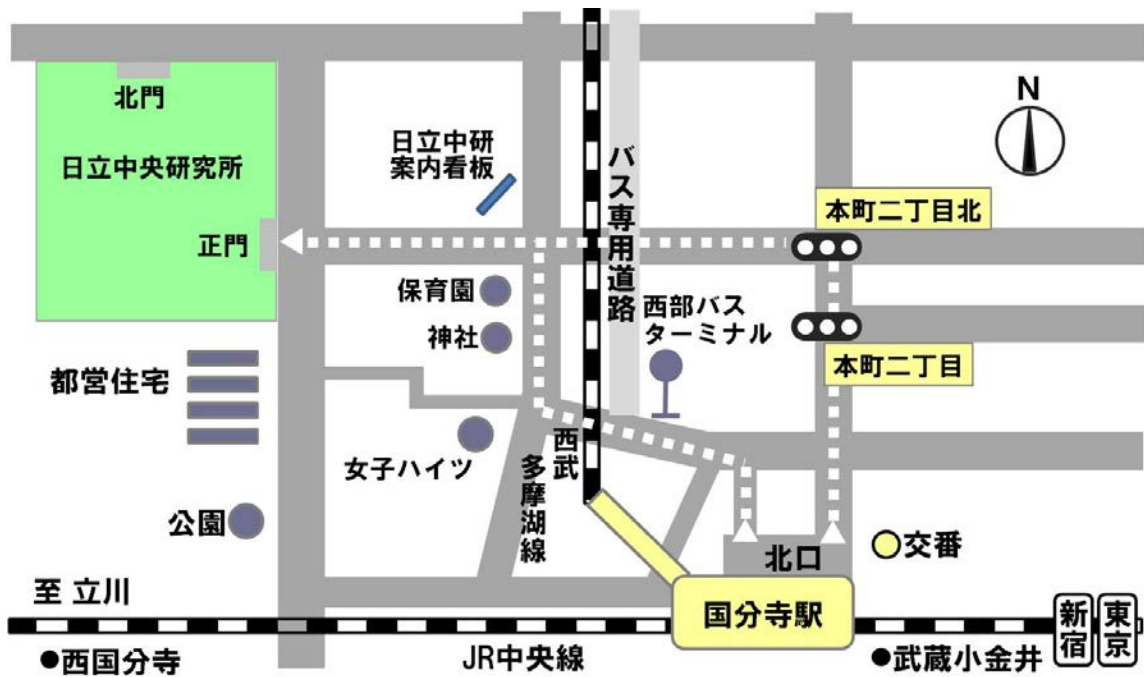 北門
日立中央研究所
正門
日立中研
案内看板
バス専用道路
N
本町二丁目北
保育園
神社
西部バス
ターミナル
本町二丁目
都営住宅
女子ハイツ
西武
多摩湖線
公園
交番
北口
至 立川
国分寺駅
新宿
東京
●西国分寺
JR中央線
●武蔵小金井